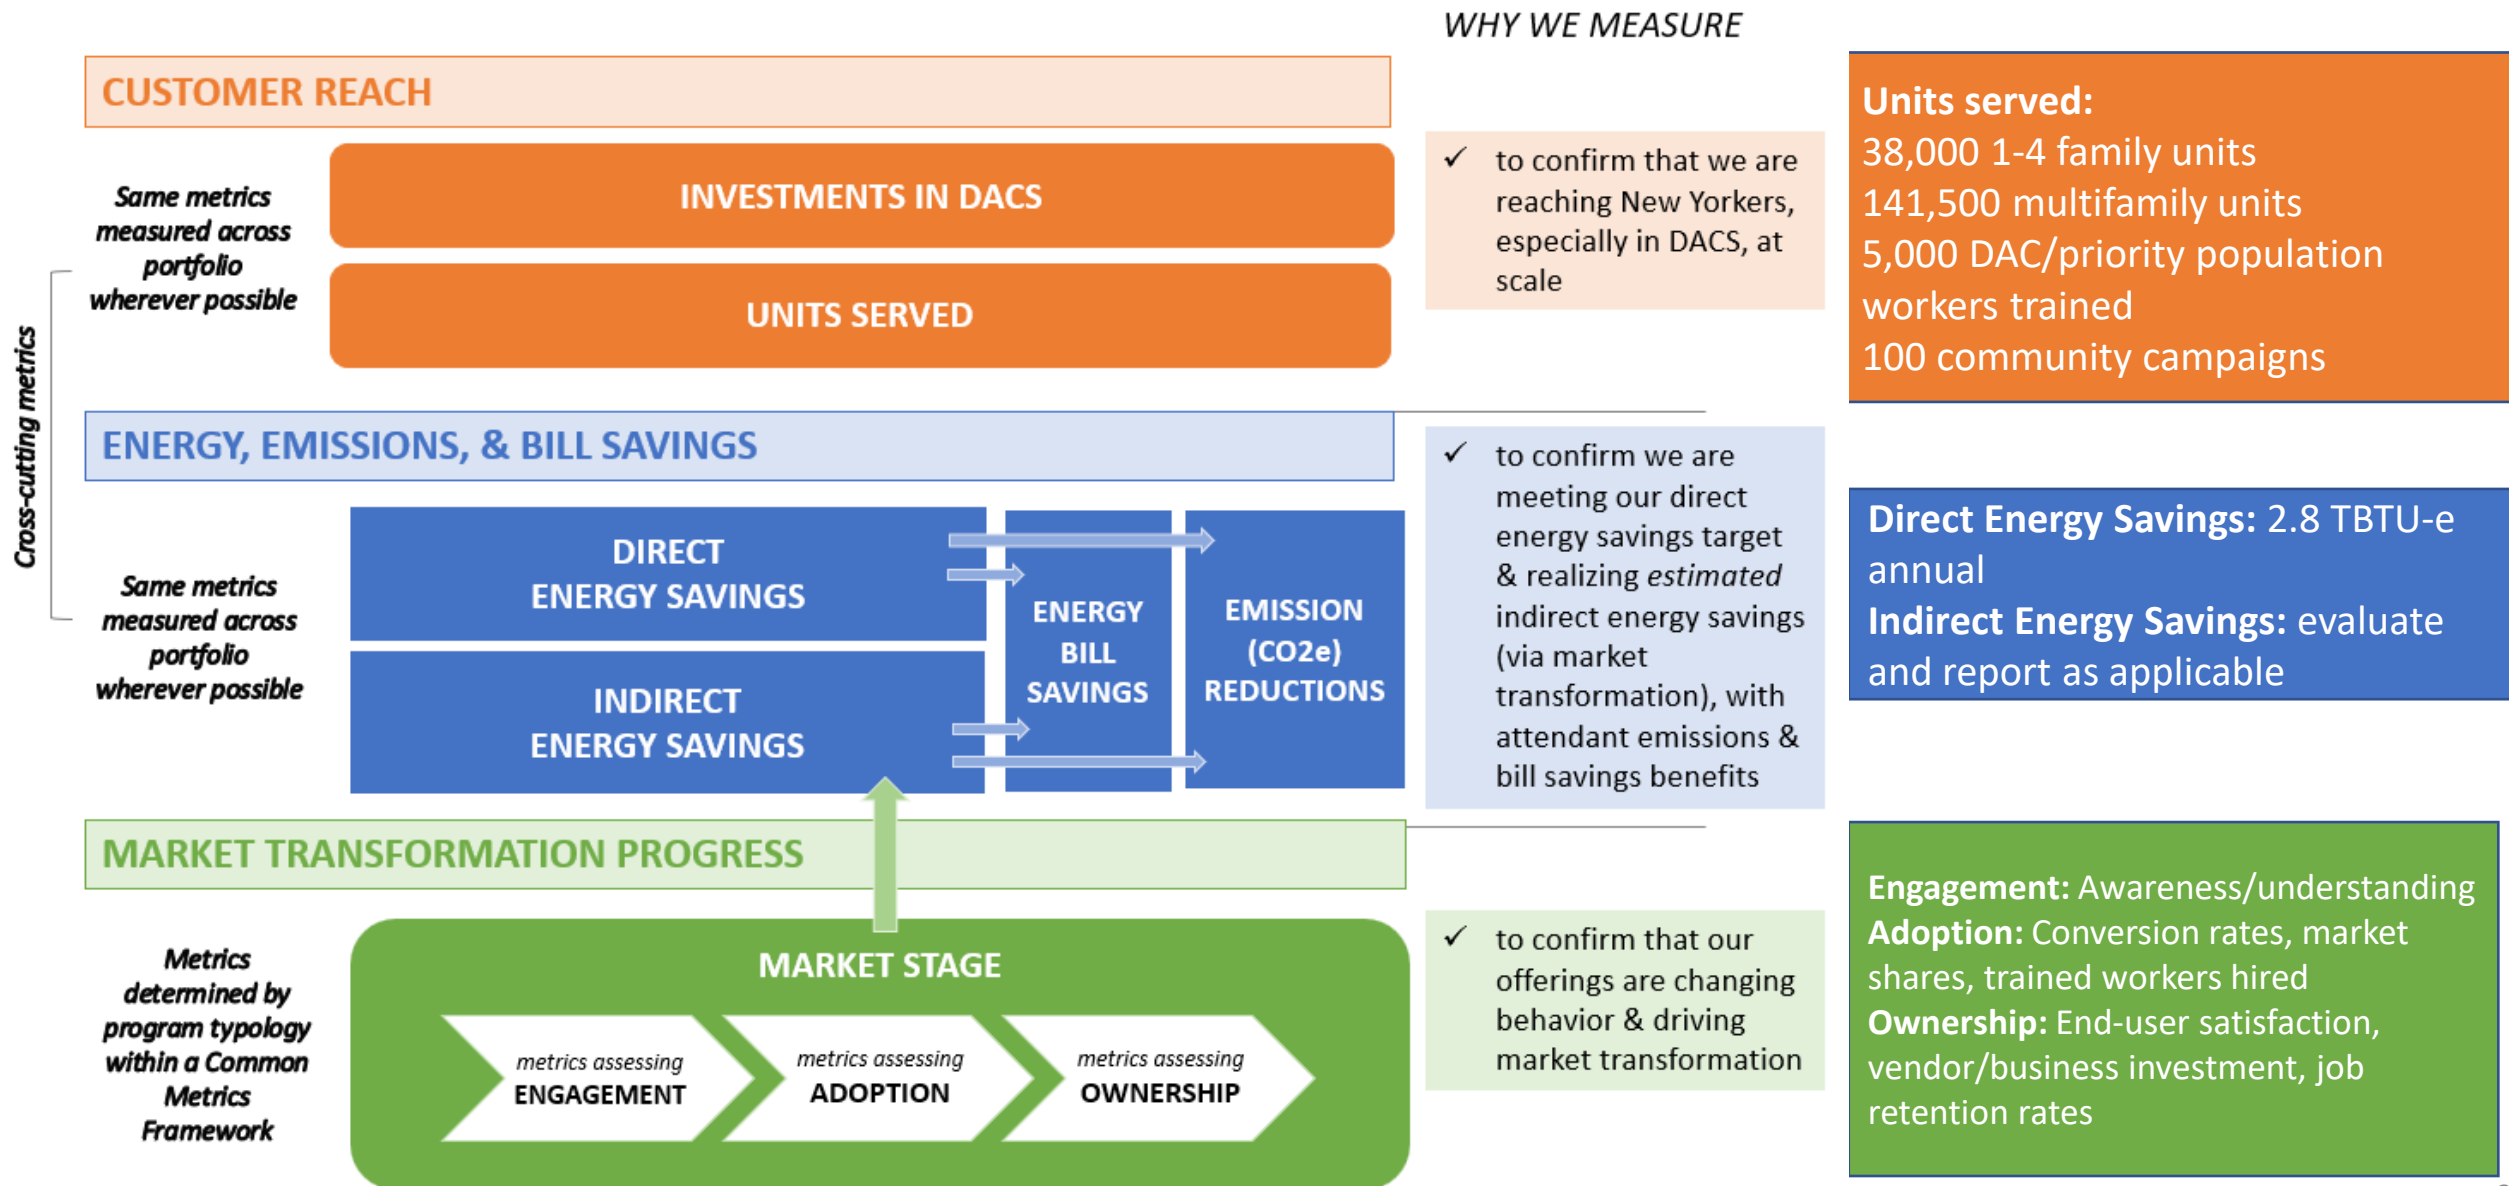 WHY WE MEASURE
CUSTOMER REACH
Same metrics
measured across
portfolio
wherever possible
INVESTMENTS IN DACS
UNITS SERVED
✓ to confirm that we are
reaching New Yorkers,
especially in DACS, at
scale
Units served:
38,000 1-4 family units
141,500 multifamily units
5,000 DAC/priority population
workers trained
100 community campaigns
Cross-cutting metrics
ENERGY, EMISSIONS, & BILL SAVINGS
Same metrics
measured across
portfolio
wherever possible
DIRECT
ENERGY SAVINGS
INDIRECT
ENERGY SAVINGS
ENERGY
BILL
SAVINGS
EMISSION
(CO2e)
REDUCTIONS
✓ to confirm we are
meeting our direct
energy savings target
& realizing estimated
indirect energy savings
(via market
transformation), with
attendant emissions &
bill savings benefits
Direct Energy Savings: 2.8 TBTU-e
annual
Indirect Energy Savings: evaluate
and report as applicable
MARKET TRANSFORMATION PROGRESS
Metrics
determined by
program typology
within a Common
Metrics
Framework
MARKET STAGE
metrics assessing
ENGAGEMENT
metrics assessing
ADOPTION
metrics assessing
OWNERSHIP
✓ to confirm that our
offerings are changing
behavior & driving
market transformation
Engagement: Awareness/understanding
Adoption: Conversion rates, market
shares, trained workers hired
Ownership: End-user satisfaction,
vendor/business investment, job
retention rates